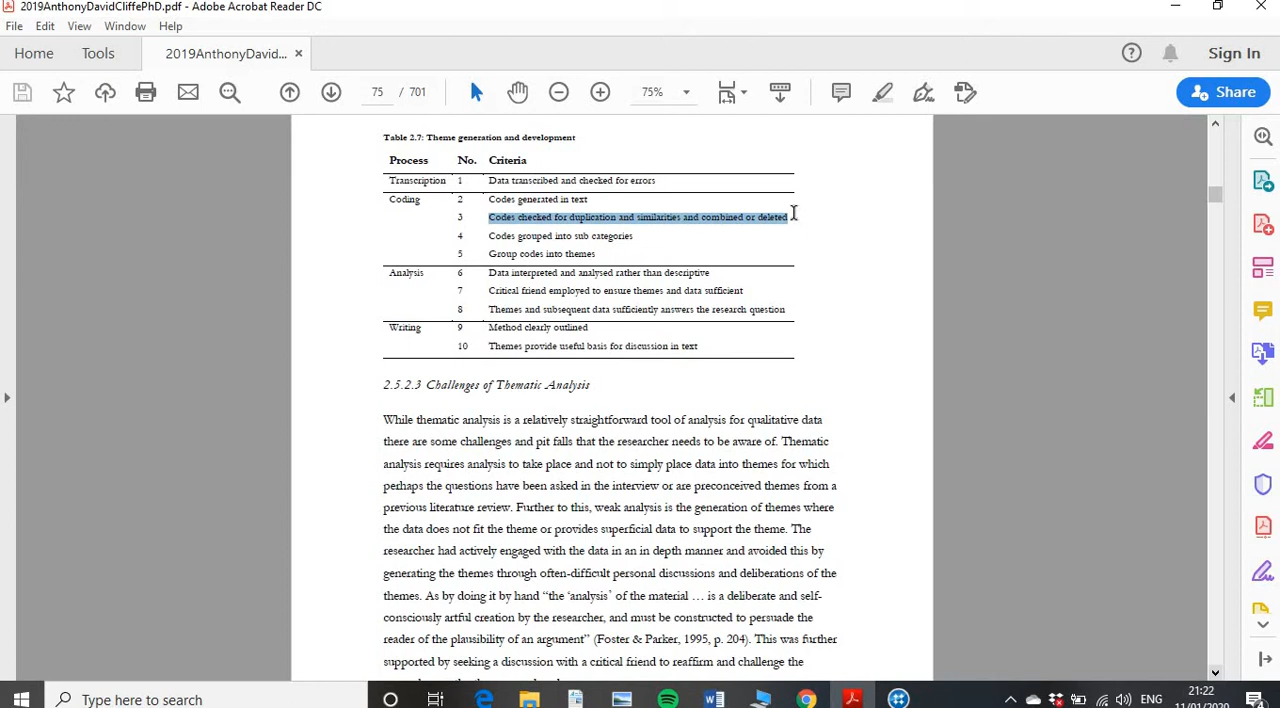 2019AnthonyDavidCliffePhD.pdf - Adobe Acrobat Reader DC
File Edit View Window Help
Home Tools 2019AnthonyDavid... × Sign In
75 / 701 75% Share
Table 2.7: Theme generation and development
Process No. Criteria
Transcription 1 Data transcribed and checked for errors
Coding 2 Codes generated in text
3 Codes checked for duplication and similarities and combined or deleted
4 Codes grouped into sub categories
5 Group codes into themes
Analysis 6 Data interpreted and analysed rather than descriptive
7 Critical friend employed to ensure themes and data sufficient
8 Themes and subsequent data sufficiently answers the research question
Writing 9 Method clearly outlined
10 Themes provide useful basis for discussion in text
2.5.2.3 Challenges of Thematic Analysis
While thematic analysis is a relatively straightforward tool of analysis for qualitative data
there are some challenges and pit falls that the researcher needs to be aware of. Thematic
analysis requires analysis to take place and not to simply place data into themes for which
perhaps the questions have been asked in the interview or are preconceived themes from a
previous literature review. Further to this, weak analysis is the generation of themes where
the data does not fit the theme or provides superficial data to support the theme. The
researcher had actively engaged with the data in an in depth manner and avoided this by
generating the themes through often-difficult personal discussions and deliberations of the
themes. As by doing it by hand “the ‘analysis’ of the material … is a deliberate and self-
consciously artful creation by the researcher, and must be constructed to persuade the
reader of the plausibility of an argument” (Foster & Parker, 1995, p. 204). This was further
supported by seeking a discussion with a critical friend to reaffirm and challenge the
Type here to search ENG 21:22
11/01/2020